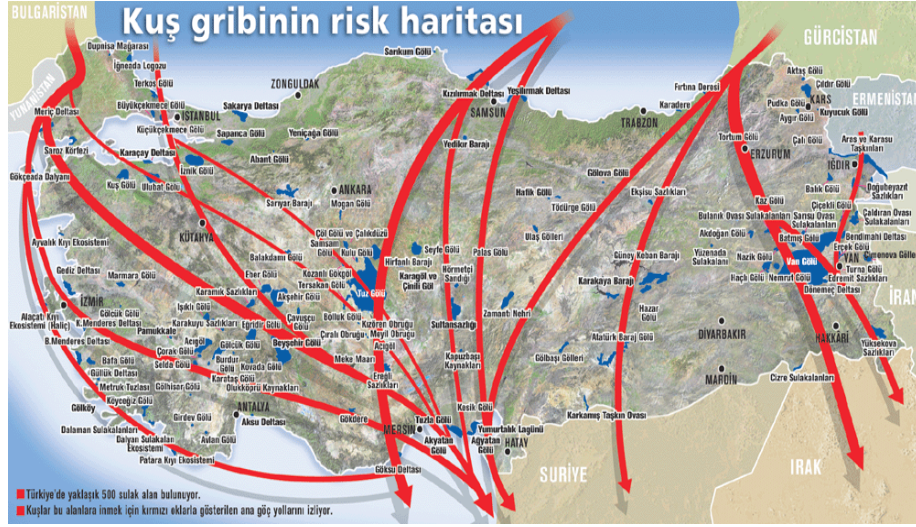 BULGARİSTAN
Kuş gribinin risk haritası
GÜRCİSTAN
YUNANİSTAN
ERMENİSTAN
Dupnisa Mağarası
İğneada Logozu
Terkos Gölü
Büyükçekmece Gölü
İSTANBUL
Küçükçekmece Gölü
Meriç Deltası
Saroz Körfezi
Gökçeada Dalyanı
Karaçay Deltası
Kuş Gölü
Ulubat Gölü
İznik Gölü
Sapanca Gölü
Sakarya Deltası
ZONGULDAK
Yeniçağa Gölü
Abant Gölü
Sarıkum Gölü
Kızılırmak Deltası
Yeşilırmak Deltası
SAMSUN
Yedikır Barajı
TRABZON
Fırtına Deresi
Karadere
Aktaş Gölü
Çıldır Gölü
KARS
Pudka Gölü
Kuyucuk Gölü
Aygır Gölü
Tortum Gölü
Çalı Gölü
ERZURUM
Aras ve Karasu
Taşkınları
IĞDIR
Doğubeyazıt
Sazlıkları
Balık Gölü
Çiçekli Gölü
Kaz Gölü
Çaldıran Ovası
Sulakalanları
Bulanık Ovası Sulakalanları
Sarısu Ovası
Sulakalanları
Akdoğan Gölü
Batmış Gölü
Bendimahi Deltası
Erçek Gölü
Yüzenada
Sulakalanı
Nazik Gölü
Van Gölü
VAN
Turna Gölü
Haçlı Gölü
Nemrut Gölü
Edremit Sazlıkları
Dönemeç Deltası
İRAN
ANKARA
Mogan Gölü
Sarıyar Barajı
KÜTAHYA
Balakdamı Gölü
Çöl Gölü ve Çalıkdüzü
Samsam
Kulu Gölü
Kozanlı Gökgöl
Tersakan Gölü
Tuz Gölü
Bolluk Gölü
Eber Gölü
Akşehir Gölü
Karamık Sazlıkları
Işıklı Gölü
Çavuşçu
Gölü
Seyfe Gölü
Hirfanlı Barajı
Karagöl ve
Çinili Göl
Hörmetçi
Sazlığı
Palas Gölü
Hafik Gölü
Tödürge Gölü
Ulaş Gölleri
Gölova Gölü
Ekşisu Sazlıkları
Güney Keban Barajı
Karakaya Barajı
Hazar
Gölü
Atatürk Baraj Gölü
Gölbaşı Gölleri
DİYARBAKIR
MARDİN
HAKKARİ
Yüksekova
Sazlıkları
Cizre Sulakalanları
Zamantı Nehri
Sultansazlığı
Kapuzbaşı
Kaynakları
Ayvalık Kıyı Ekosistemi
Gediz Deltası
Marmara Gölü
İZMİR
Alaçatı Kıyı
Ekosistemi (Haliç)
Gölcük Gölü
K.Menderes Deltası
Pamukkale
B.Menderes Deltası
Bafa Gölü
Güllük Deltası
Metruk Tuzlası
Köyceğiz Gölü
Gölköy
Dalaman Sulakalanları
Dalyan Sulakalan
Ekosistemi
Patara Kıyı Ekosistemi
Karakuyu Sazlıkları
Eğridir Gölü
Acıgöl
Gölcük Gölü
Beyşehir Gölü
Çorak Gölü
Burdur
Gölü
Kovada Gölü
Salda Gölü
Karataş Gölü
Gölhisar Gölü
Olukköprü Kaynakları
Girdev Gölü
Avlan Gölü
ANTALYA
Aksu Deltası
Kızören Obruğu
Çıralı Obruğu
Meyil Obruğu
Acıgöl
Meke Maarı
Ereğli
Sazlıkları
Gökdere
MERSİN
Tuzla Gölü
Akyatan
Gölü
Kesik Gölü
Yumurtalık Lagünü
Ağyatan
Gölü
HATAY
Göksu Deltası
Karkamış Taşkın Ovası
SURİYE
IRAK
Türkiye'de yaklaşık 500 sulak alan bulunuyor.
Kuşlar bu alanlara inmek için kırmızı oklarla gösterilen ana göç yollarını izliyor.